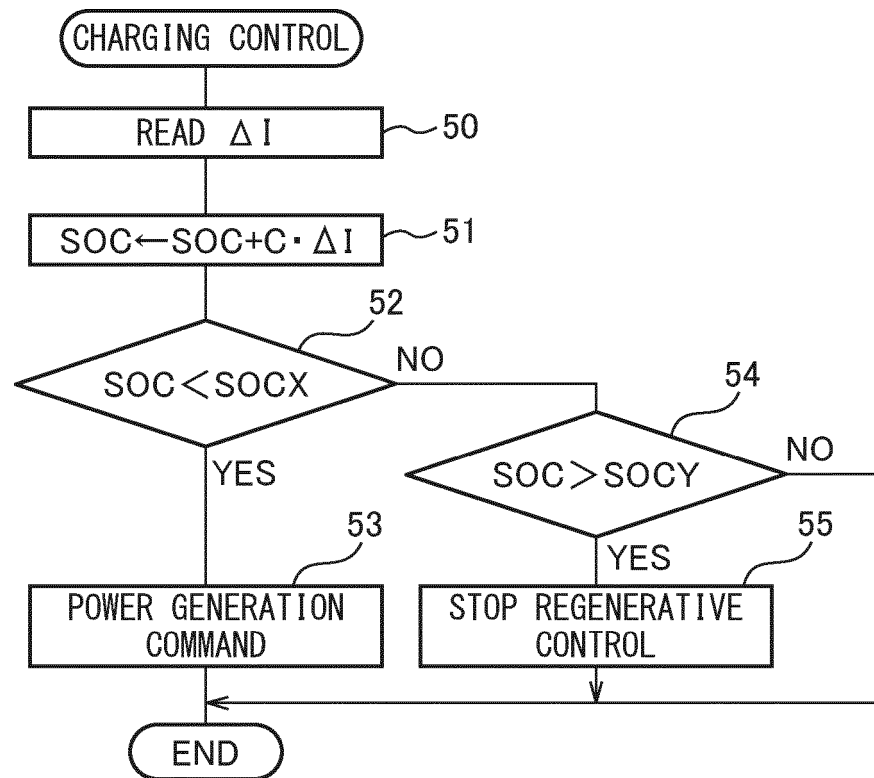 CHARGING CONTROL
READ ΔI
50
SOC←SOC+C·ΔI
51
52
SOC<SOCX
NO
YES
54
SOC>SOCY
NO
YES
53
POWER GENERATION
COMMAND
55
STOP REGENERATIVE
CONTROL
END